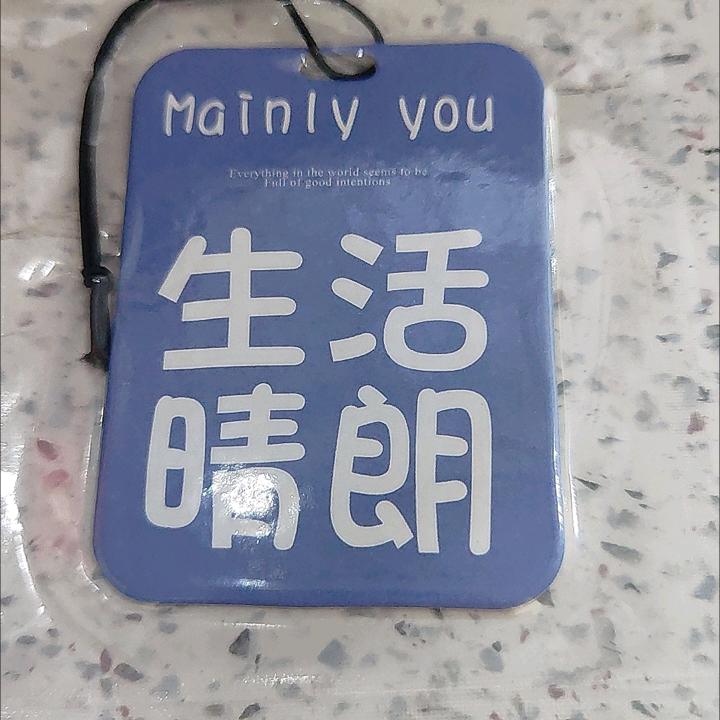 Mainly you
Everything in the world seems to be
Full of good intentions
生活
晴朗